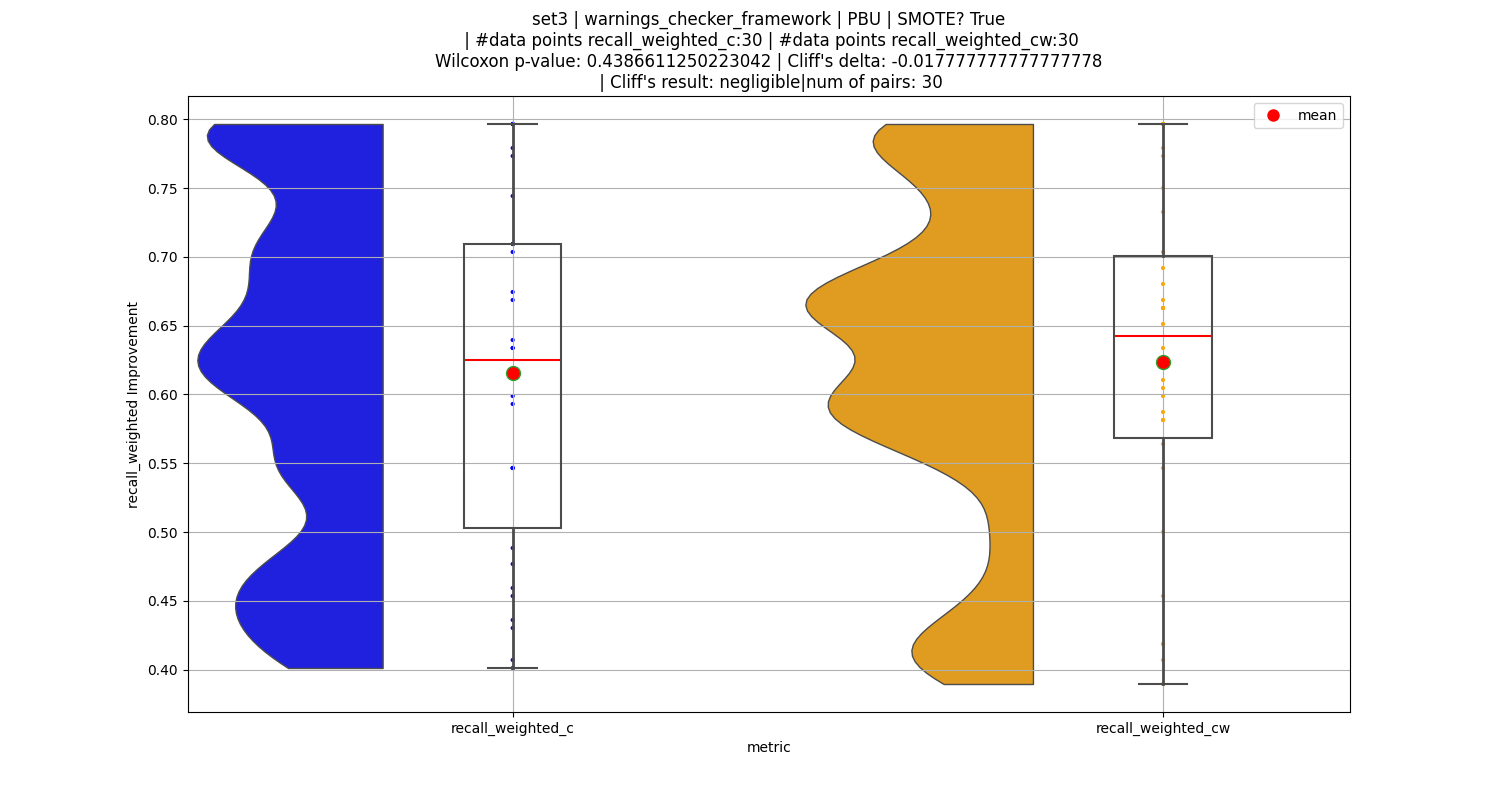 set3 | warnings_checker_framework | PBU | SMOTE? True
| #data points recall_weighted_c:30 | #data points recall_weighted_cw:30
Wilcoxon p-value: 0.4386611250223042 | Cliff's delta: -0.017777777777777778
| Cliff's result: negligible|num of pairs: 30
mean
0.80
0.75
0.70
0.65
0.60
0.55
0.50
0.45
0.40
recall_weighted Improvement
recall_weighted_c
recall_weighted_cw
metric